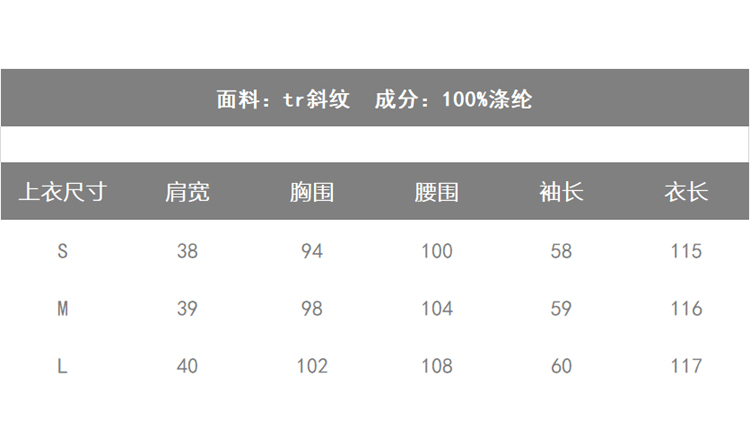 面料：tr斜纹  成分：100%涤纶
上衣尺寸 肩宽 胸围 腰围 袖长 衣长
S 38 94 100 58 115
M 39 98 104 59 116
L 40 102 108 60 117